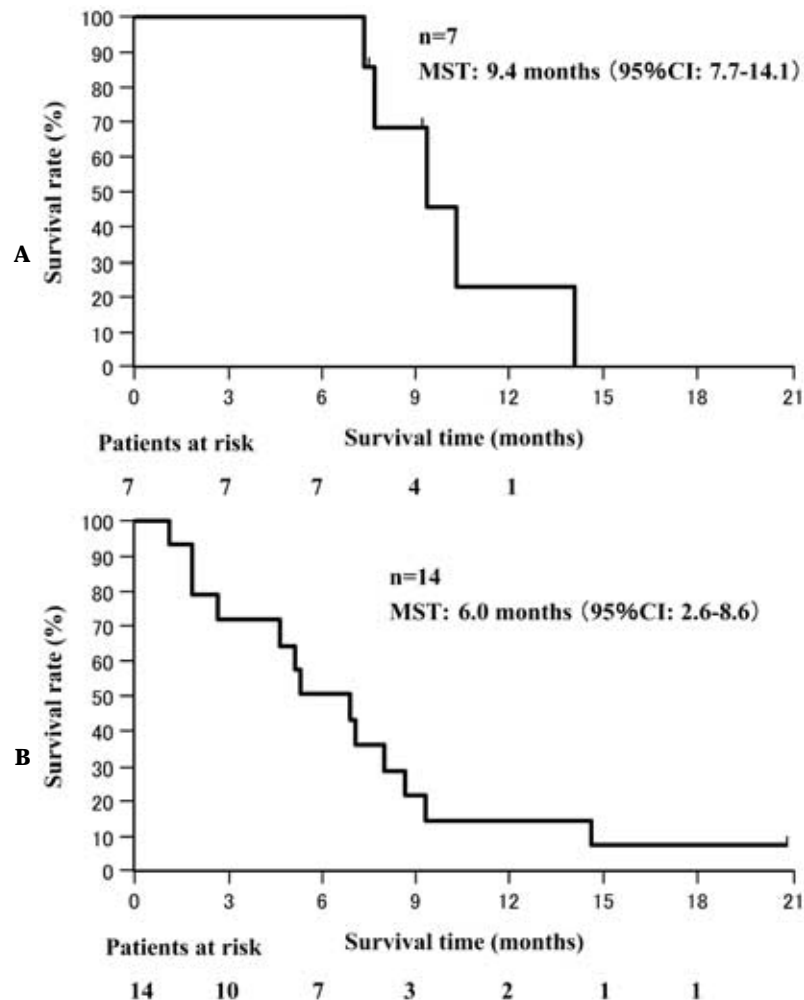 100
90
80
70
60
50
40
30
20
10
0
Survival rate (%)
A
n=7
MST: 9.4 months (95%CI: 7.7-14.1)
0 3 6 9 12 15 18 21
Patients at risk Survival time (months)
7 7 7 4 1
100
90
80
70
60
50
40
30
20
10
0
Survival rate (%)
B
n=14
MST: 6.0 months (95%CI: 2.6-8.6)
0 3 6 9 12 15 18 21
Patients at risk Survival time (months)
14 10 7 3 2 1 1